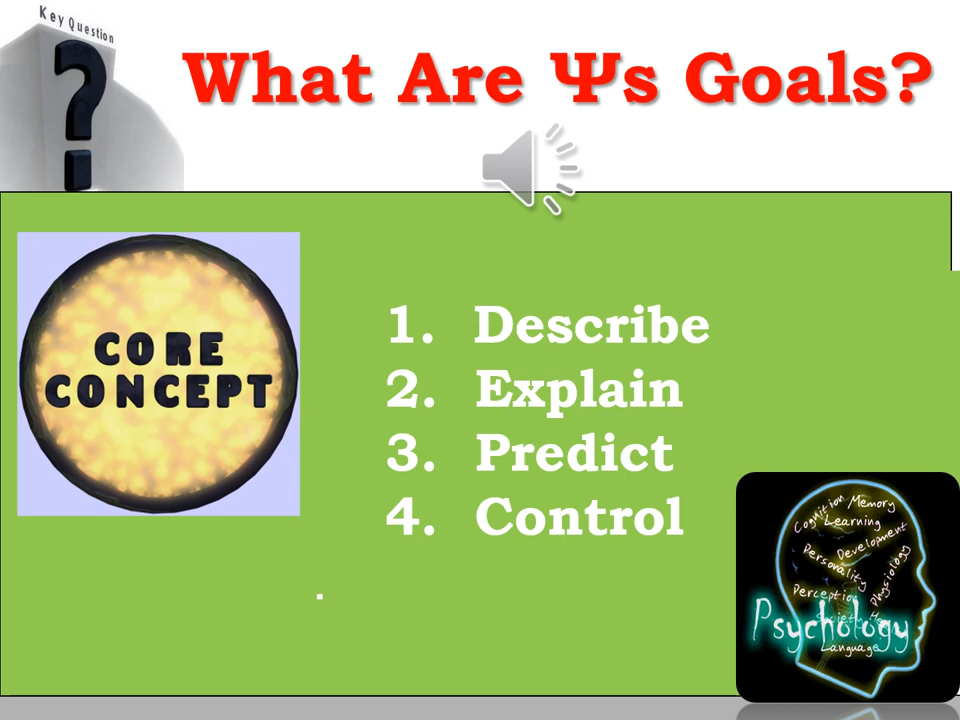 Key Question
?
What Are Ψs Goals?
CORE
CONCEPT
1. Describe
2. Explain
3. Predict
4. Control
.
Cognition Memory
Learning
Development
Personality
Physiology
Perception
Society
Psychology
Language